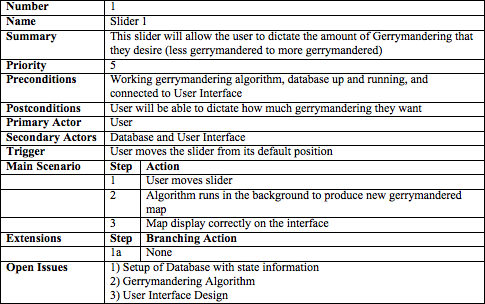 Number 1
Name Slider 1
Summary This slider will allow the user to dictate the amount of Gerrymandering that
they desire (less gerrymandered to more gerrymandered)
Priority 5
Preconditions Working gerrymandering algorithm, database up and running, and
connected to User Interface
Postconditions User will be able to dictate how much gerrymandering they want
Primary Actor User
Secondary Actors Database and User Interface
Trigger User moves the slider from its default position
Main Scenario Step Action
1 User moves slider
2 Algorithm runs in the background to produce new gerrymandered
map
3 Map display correctly on the interface
Extensions Step Branching Action
1a None
Open Issues 1) Setup of Database with state information
2) Gerrymandering Algorithm
3) User Interface Design